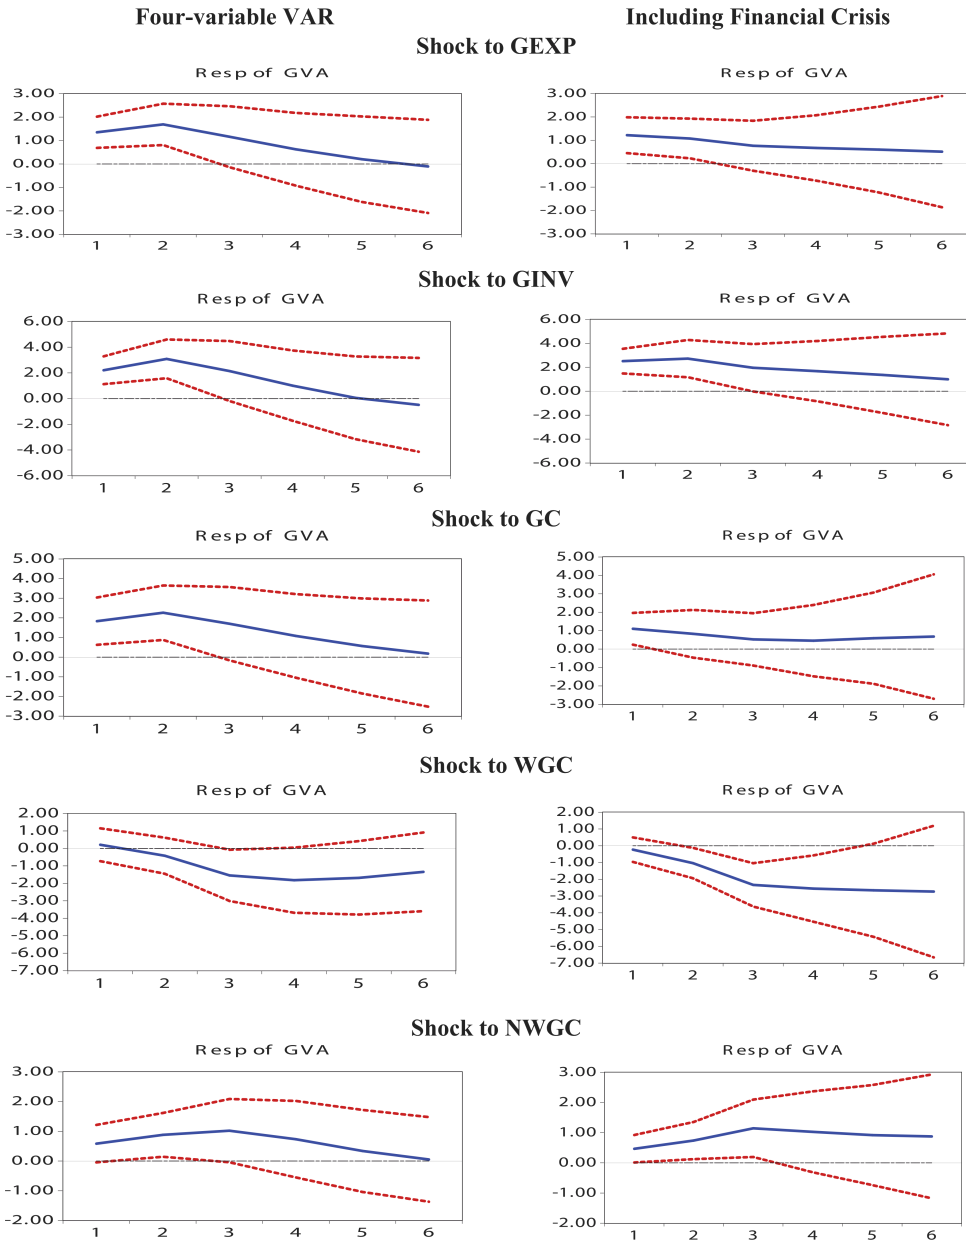 Four-variable VAR Including Financial Crisis
Shock to GEXP
Resp of GVA Resp of GVA
3.00 3.00
2.00 2.00
1.00 1.00
0.00 0.00
-1.00 -1.00
-2.00 -2.00
-3.00 -3.00
1 2 3 4 5 6 1 2 3 4 5 6
Shock to GINV
Resp of GVA Resp of GVA
6.00 6.00
4.00 4.00
2.00 2.00
0.00 0.00
-2.00 -2.00
-4.00 -4.00
-6.00 -6.00
1 2 3 4 5 6 1 2 3 4 5 6
Shock to GC
Resp of GVA Resp of GVA
5.00 5.00
4.00 4.00
3.00 3.00
2.00 2.00
1.00 1.00
0.00 0.00
-1.00 -1.00
-2.00 -2.00
-3.00 -3.00
1 2 3 4 5 6 1 2 3 4 5 6
Shock to WGC
Resp of GVA Resp of GVA
2.00 2.00
1.00 1.00
0.00 0.00
-1.00 -1.00
-2.00 -2.00
-3.00 -3.00
-4.00 -4.00
-5.00 -5.00
-6.00 -6.00
-7.00 -7.00
1 2 3 4 5 6 1 2 3 4 5 6
Shock to NWGC
Resp of GVA Resp of GVA
3.00 3.00
2.00 2.00
1.00 1.00
0.00 0.00
-1.00 -1.00
-2.00 -2.00
1 2 3 4 5 6 1 2 3 4 5 6